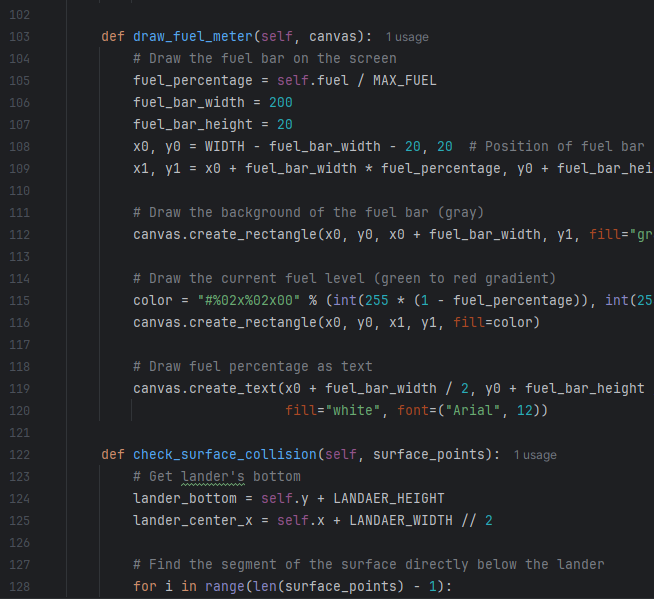 102
103 def draw_fuel_meter(self, canvas): 1 usage
104 # Draw the fuel bar on the screen
105 fuel_percentage = self.fuel / MAX_FUEL
106 fuel_bar_width = 200
107 fuel_bar_height = 20
108 x0, y0 = WIDTH - fuel_bar_width - 20, 20  # Position of fuel bar
109 x1, y1 = x0 + fuel_bar_width * fuel_percentage, y0 + fuel_bar_hei
110
111 # Draw the background of the fuel bar (gray)
112 canvas.create_rectangle(x0, y0, x0 + fuel_bar_width, y1, fill="gr
113
114 # Draw the current fuel level (green to red gradient)
115 color = "#%02x%02x00" % (int(255 * (1 - fuel_percentage)), int(25
116 canvas.create_rectangle(x0, y0, x1, y1, fill=color)
117
118 # Draw fuel percentage as text
119 canvas.create_text(x0 + fuel_bar_width / 2, y0 + fuel_bar_height
120 fill="white", font=("Arial", 12))
121
122 def check_surface_collision(self, surface_points): 1 usage
123 # Get lander's bottom
124 lander_bottom = self.y + LANDAER_HEIGHT
125 lander_center_x = self.x + LANDAER_WIDTH // 2
126
127 # Find the segment of the surface directly below the lander
128 for i in range(len(surface_points) - 1):